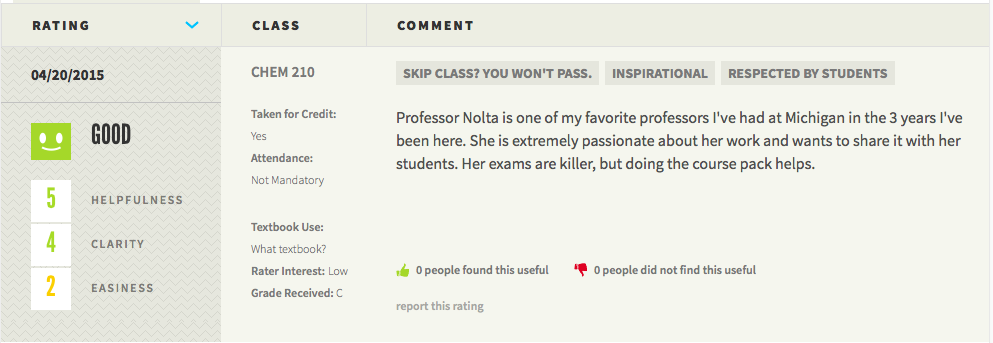 RATING
CLASS
COMMENT
04/20/2015
GOOD
5 HELPFULNESS
4 CLARITY
2 EASINESS
CHEM 210
Taken for Credit:
Yes
Attendance:
Not Mandatory
Textbook Use:
What textbook?
Rater Interest: Low
Grade Received: C
SKIP CLASS? YOU WON'T PASS. INSPIRATIONAL RESPECTED BY STUDENTS
Professor Nolta is one of my favorite professors I've had at Michigan in the 3 years I've
been here. She is extremely passionate about her work and wants to share it with her
students. Her exams are killer, but doing the course pack helps.
0 people found this useful 0 people did not find this useful
report this rating